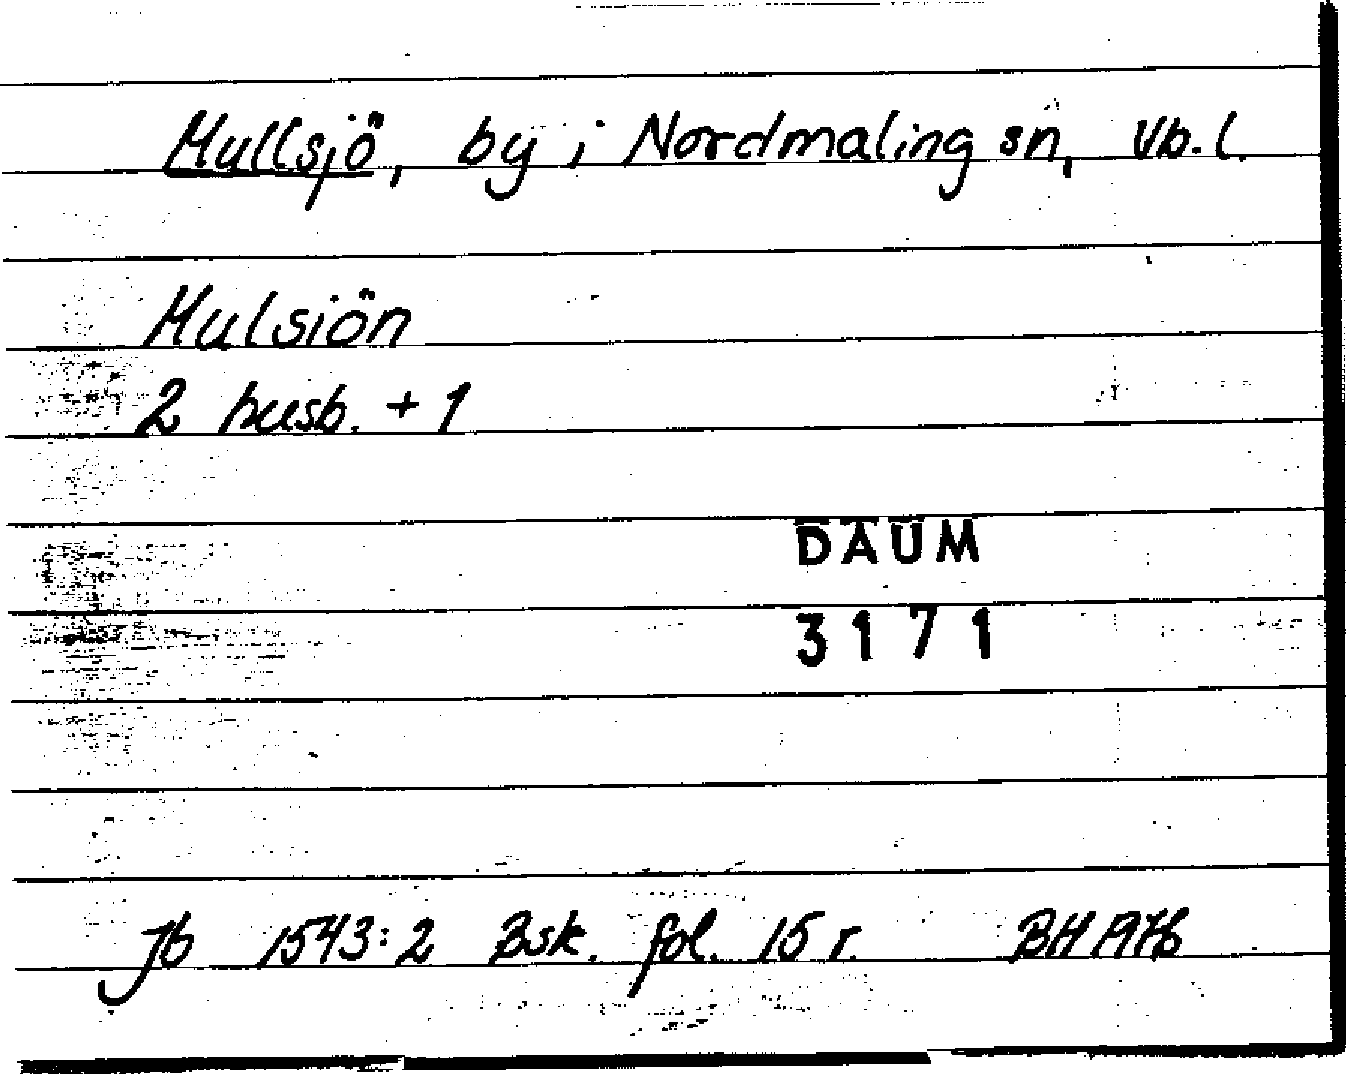 Mullsjö, by i Nordmaling sn, Vb.l.
Mulsiön
2 husb. + 1
DAUM
3171
Jb 1543:2 Bsk. fol. 15 r. BH 1976